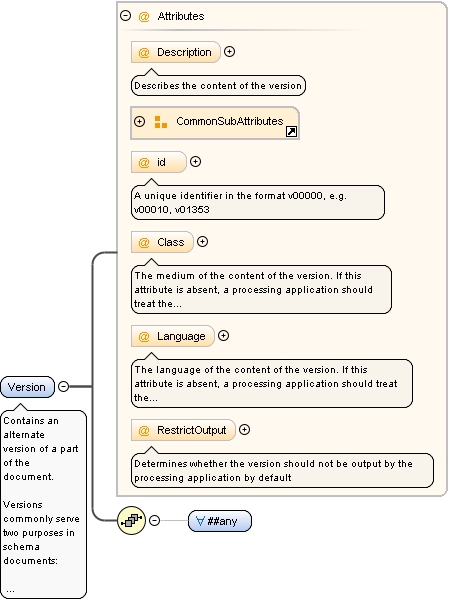 Attributes
@ Description
Describes the content of the version
CommonSubAttributes
@ id
A unique identifier in the format v00000, e.g.
v00010, v01353
@ Class
The medium of the content of the version. If this
attribute is absent, a processing application should
treat the...
@ Language
The language of the content of the version. If this
attribute is absent, a processing application should treat
the...
@ RestrictOutput
Determines whether the version should not be output by the
processing application by default
Version
Contains an
alternate
version of a part
of the
document.
Versions
commonly serve
two purposes in
schema
documents:
...
∀ ##any